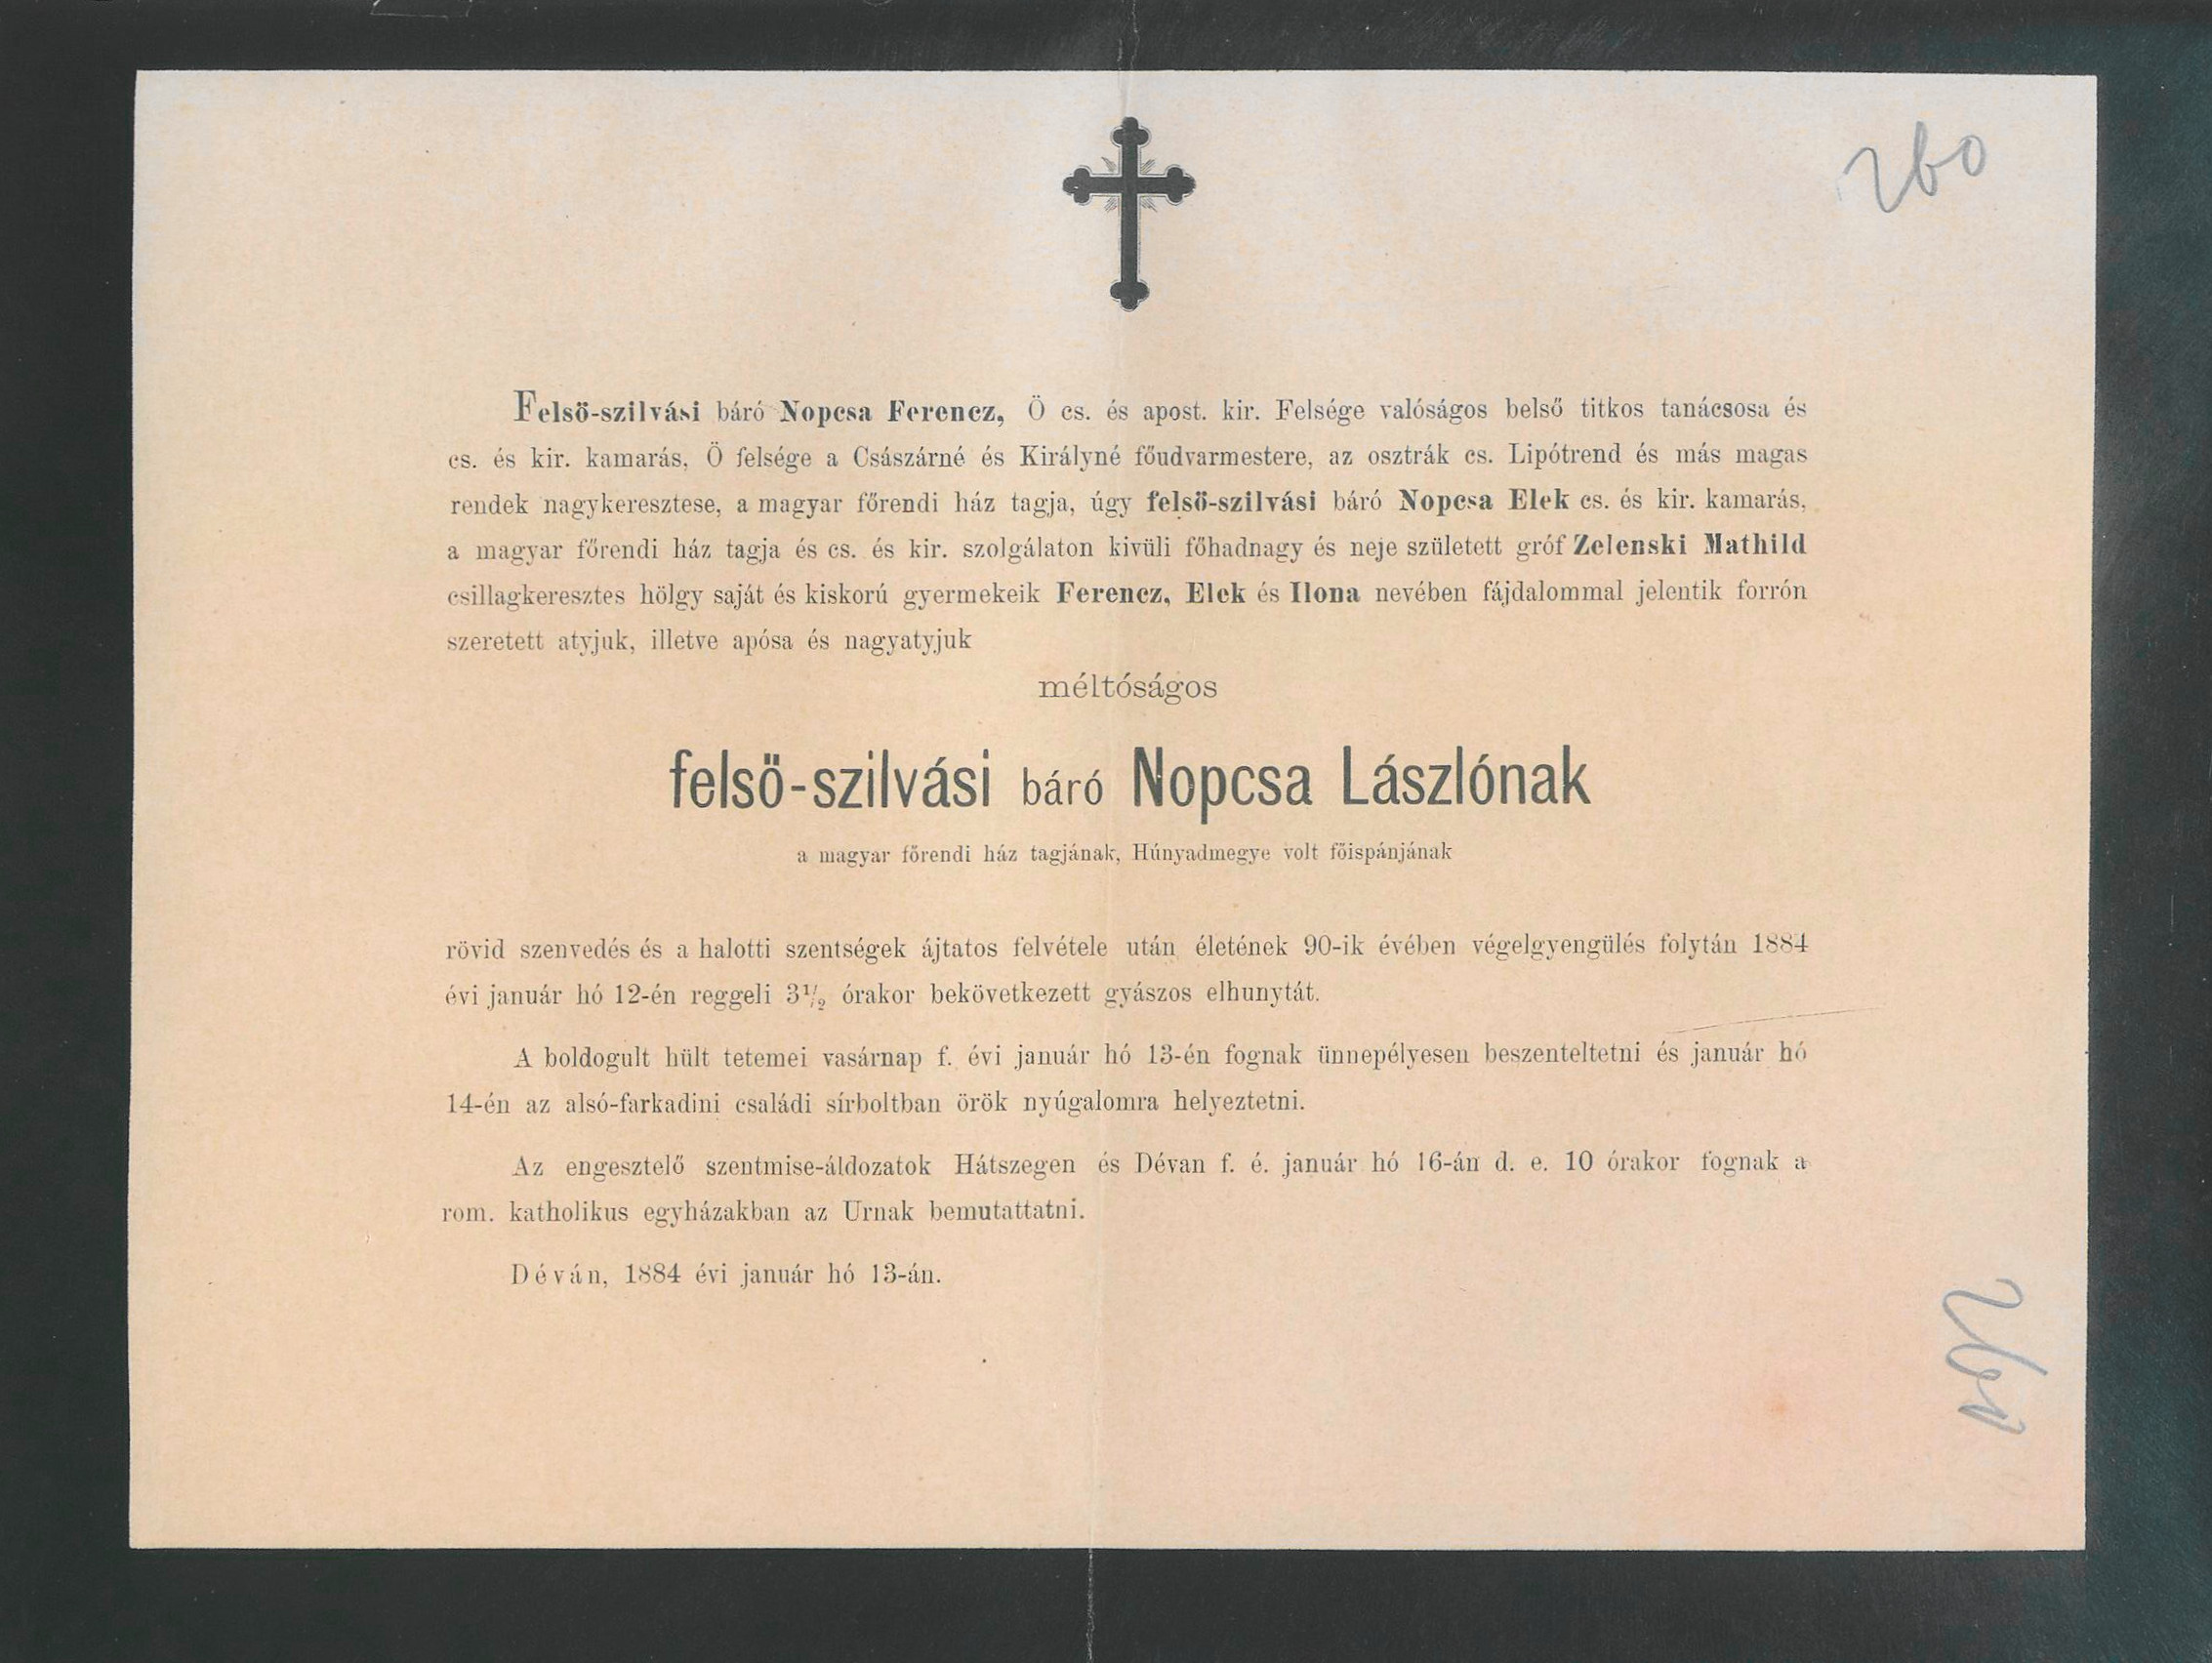 260
Felsö-szilvási báró Nopcsa Ferencz, Ö cs. és apost. kir. Felsége valóságos belső titkos tanácsosa és
cs. és kir. kamarás, Ö felsége a Császárné és Királyné főudvarmestere, az osztrák cs. Lipótrend és más magas
rendek nagykeresztese, a magyar főrendi ház tagja, úgy felsö-szilvási báró Nopcsa Elek cs. és kir. kamarás,
a magyar főrendi ház tagja és cs. és kir. szolgálaton kivüli főhadnagy és neje született gróf Zelenski Mathild
csillagkeresztes hölgy saját és kiskorú gyermekeik Ferencz, Elek és Ilona nevében fájdalommal jelentik forrón
szeretett atyjuk, illetve apósa és nagyatyjuk
méltóságos
felsö-szilvási báró Nopcsa Lászlónak
a magyar főrendi ház tagjának, Húnyadmegye volt főispánjának
rövid szenvedés és a halotti szentségek ájtatos felvétele után életének 90-ik évében végelgyengülés folytán 1884
évi január hó 12-én reggeli 3½ órakor bekövetkezett gyászos elhunytát.
A boldogult hült tetemei vasárnap f. évi január hó 13-én fognak ünnepélyesen beszenteltetni és január hó
14-én az alsó-farkadini családi sírboltban örök nyúgalomra helyeztetni.
Az engesztelő szentmise-áldozatok Hátszegen és Dévan f. é. január hó 16-án d. e. 10 órakor fognak a
rom. katholikus egyházakban az Urnak bemutattatni.
Déván, 1884 évi január hó 13-án.